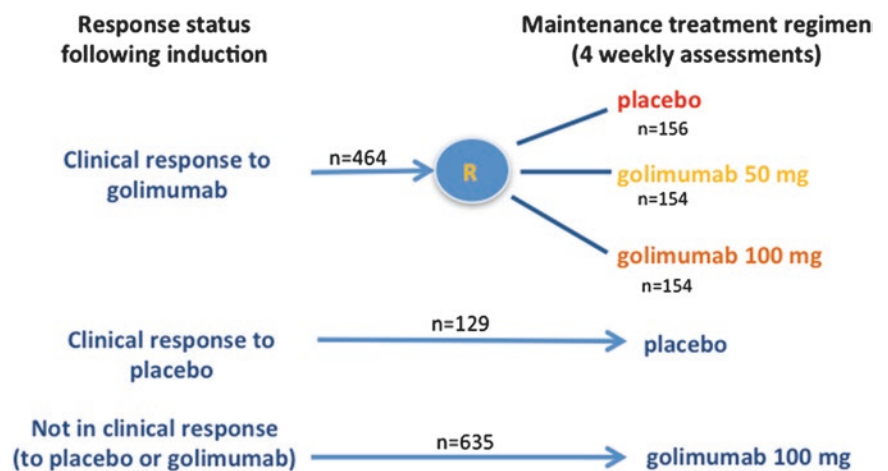 Response status
following induction
Maintenance treatment regimen
(4 weekly assessments)
Clinical response to
golimumab
n=464
R
placebo
n=156
golimumab 50 mg
n=154
golimumab 100 mg
n=154
Clinical response to
placebo
n=129
placebo
Not in clinical response
(to placebo or golimumab)
n=635
golimumab 100 mg